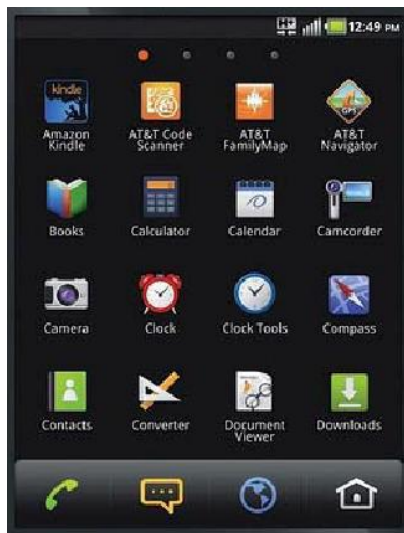 12:49 PM
kindle
GPS
Amazon Kindle
AT&T Code Scanner
AT&T FamilyMap
AT&T Navigator
Books
Calculator
Calendar
Camcorder
Camera
Clock
Clock Tools
Compass
Contacts
Converter
Document Viewer
Downloads